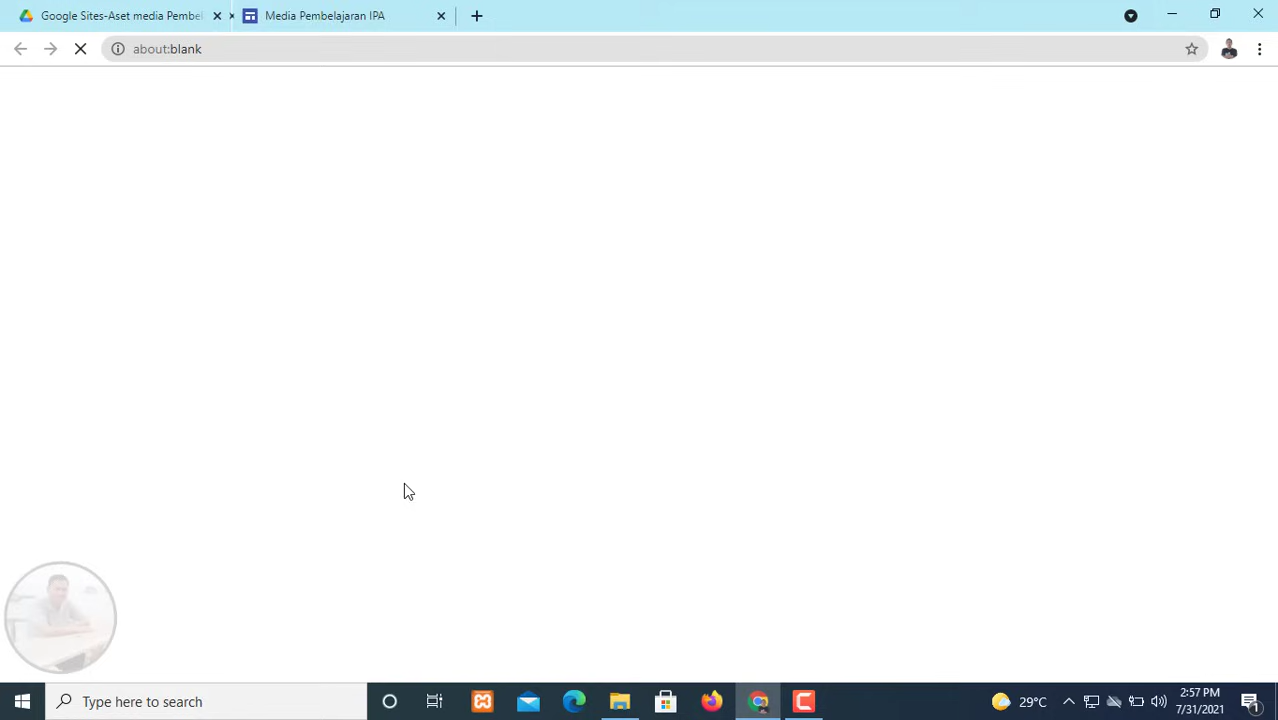 Google Sites-Aset media Pembel
Media Pembelajaran IPA
about:blank
Type here to search
29°C
2:57 PM
7/31/2021
1